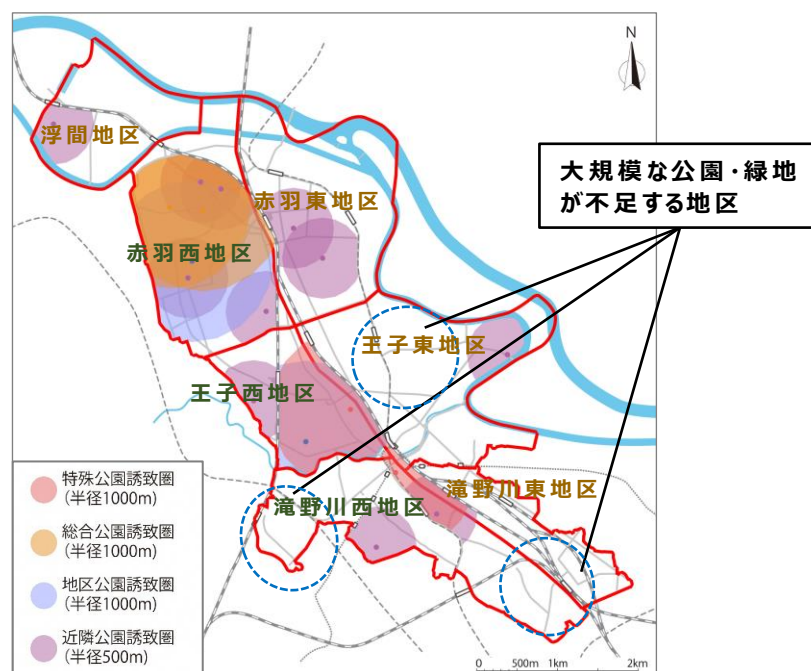 N
浮間地区
赤羽東地区
大規模な公園・緑地
が不足する地区
赤羽西地区
王子東地区
王子西地区
滝野川東地区
滝野川西地区
特殊公園誘致圏
(半径1000m)
総合公園誘致圏
(半径1000m)
地区公園誘致圏
(半径1000m)
近隣公園誘致圏
(半径500m)
0 500m 1km 2km